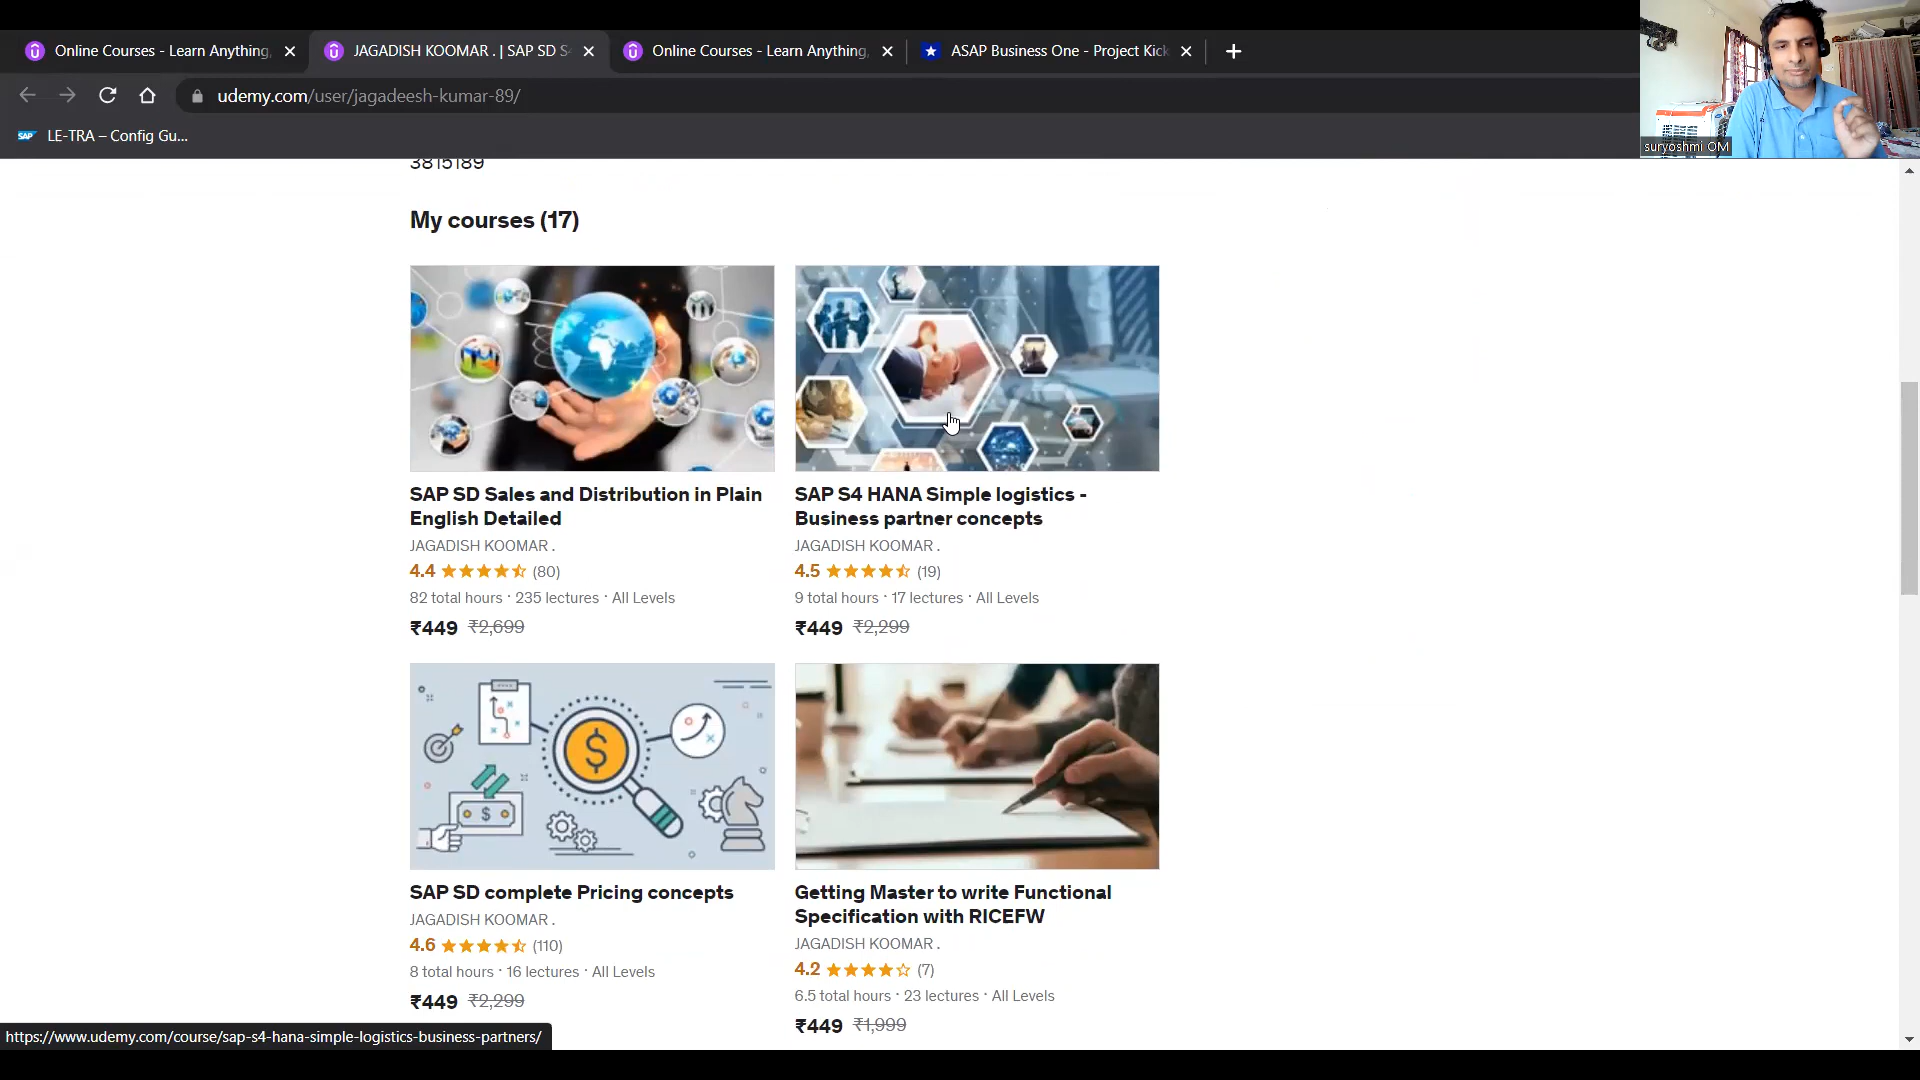 Online Courses - Learn Anything,
JAGADISH KOOMAR . | SAP SD S
Online Courses - Learn Anything,
ASAP Business One - Project Kick
udemy.com/user/jagadeesh-kumar-89/
SAP LE-TRA – Config Gu...
suryoshmi OM
3815189
My courses (17)
SAP SD Sales and Distribution in Plain
English Detailed
JAGADISH KOOMAR .
4.4 (80)
82 total hours · 235 lectures · All Levels
₹449 ₹2,699
SAP S4 HANA Simple logistics -
Business partner concepts
JAGADISH KOOMAR .
4.5 (19)
9 total hours · 17 lectures · All Levels
₹449 ₹2,299
SAP SD complete Pricing concepts
JAGADISH KOOMAR .
4.6 (110)
8 total hours · 16 lectures · All Levels
₹449 ₹2,299
Getting Master to write Functional
Specification with RICEFW
JAGADISH KOOMAR .
4.2 (7)
6.5 total hours · 23 lectures · All Levels
₹449 ₹1,999
https://www.udemy.com/course/sap-s4-hana-simple-logistics-business-partners/